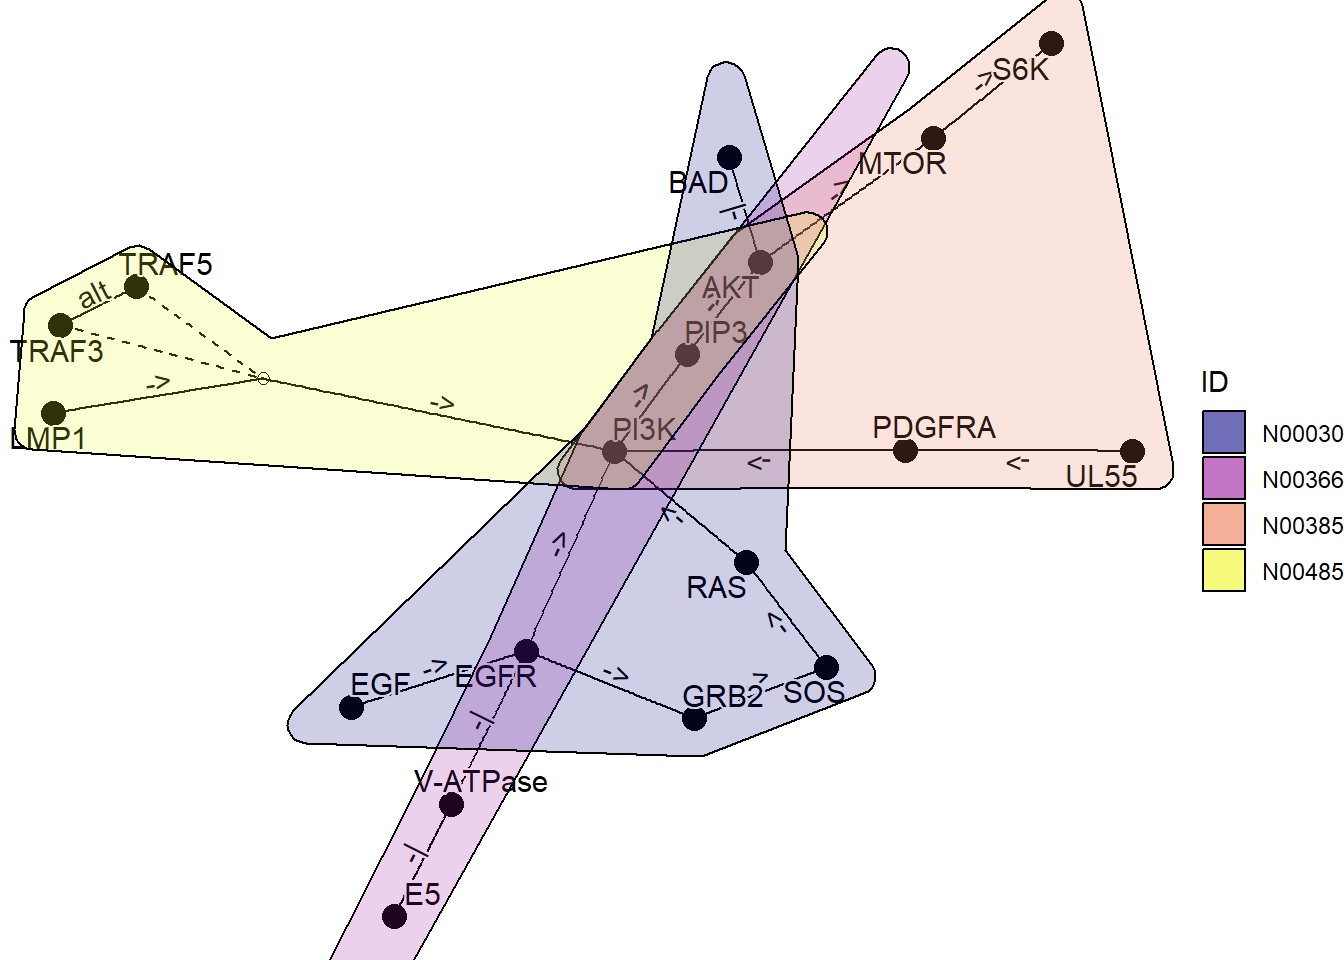 S6K
->
MTOR
->
BAD
|-
TRAF5
alt
AKT
->
PIP3
TRAF3
->
->
->
LMP1
PI3K
PDGFRA
<-
<-
UL55
ID
N00030
N00366
N00385
N00485
<-
->
RAS
<-
->
EGFR
->
EGF
GRB2
->
SOS
-|
V-ATPase
-|
E5